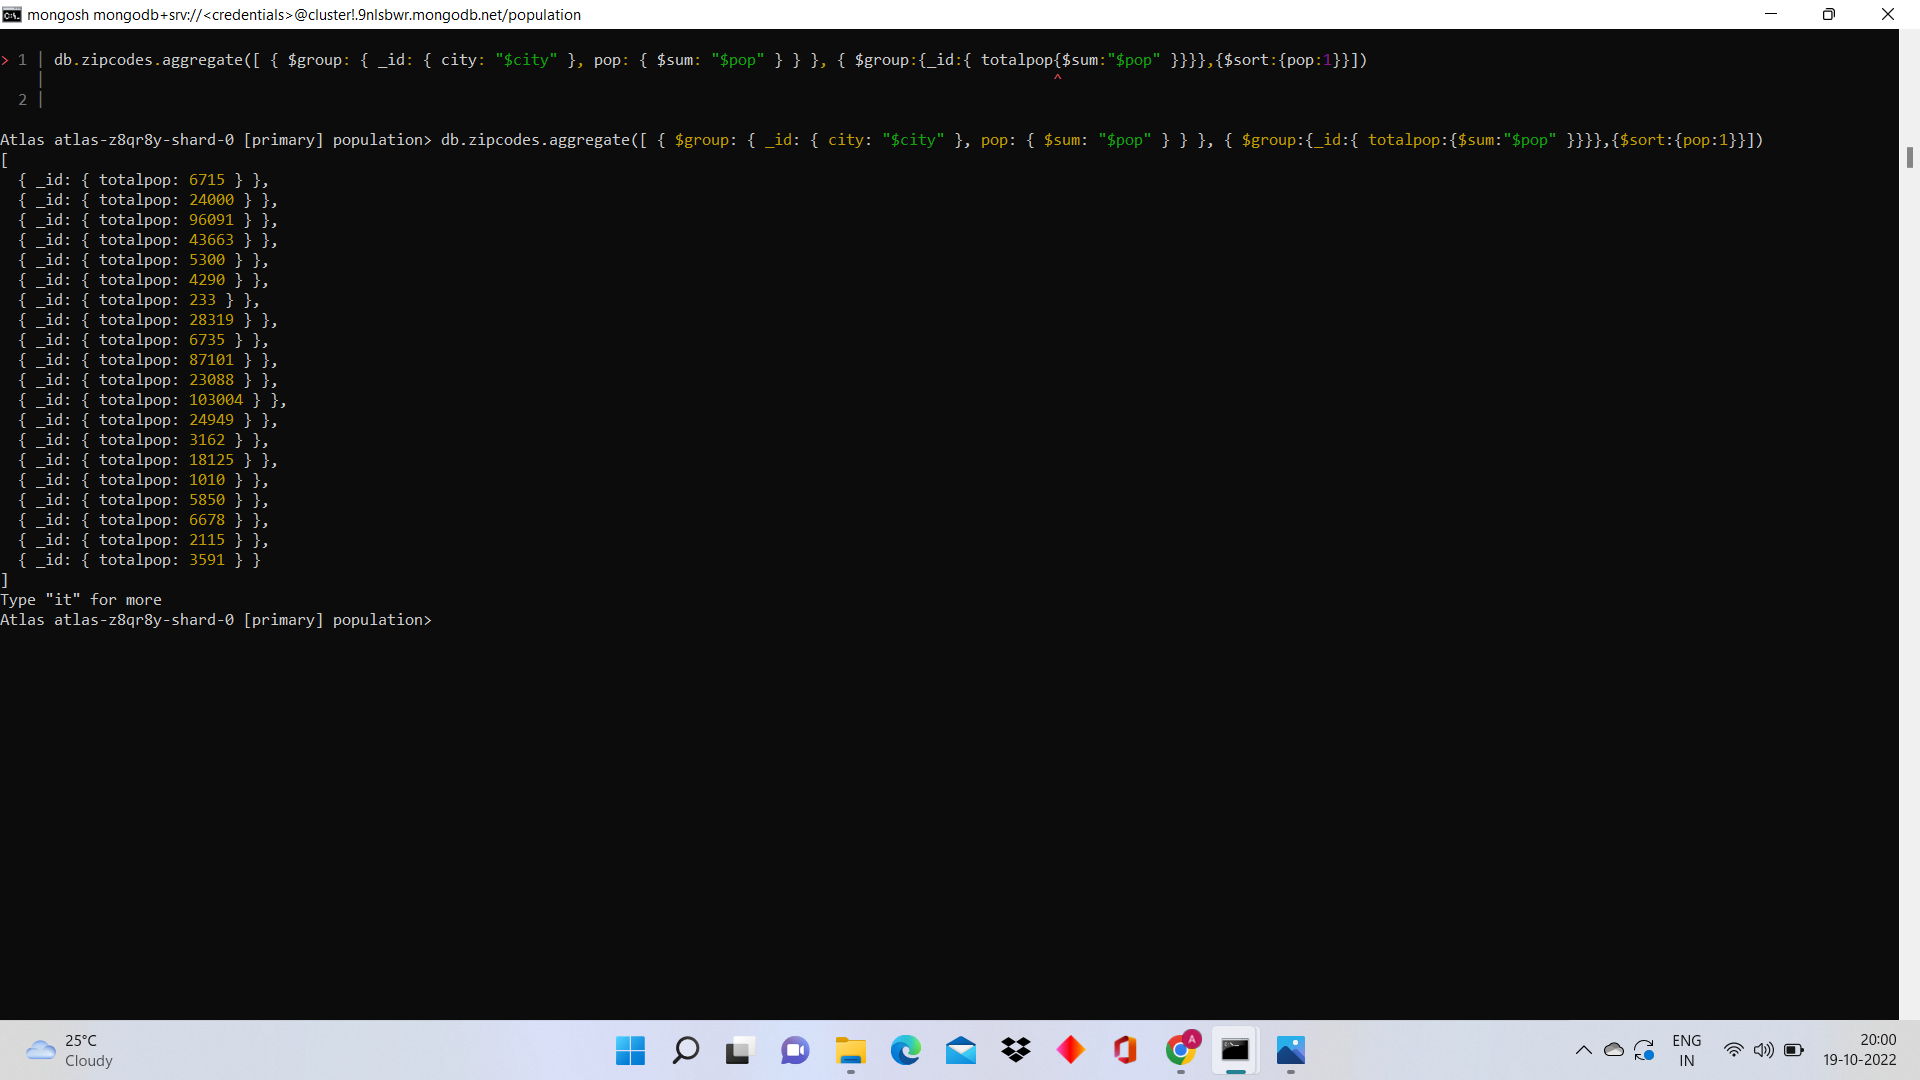 mongosh mongodb+srv://<credentials>@cluster!.9nlsbwr.mongodb.net/population
> 1 | db.zipcodes.aggregate([ { $group: { _id: { city: "$city" }, pop: { $sum: "$pop" } } }, { $group:{_id:{ totalpop{$sum:"$pop" }}}},{$sort:{pop:1}}])
| ^
2 |
Atlas atlas-z8qr8y-shard-0 [primary] population> db.zipcodes.aggregate([ { $group: { _id: { city: "$city" }, pop: { $sum: "$pop" } } }, { $group:{_id:{ totalpop:{$sum:"$pop" }}}},{$sort:{pop:1}}])
[
{ _id: { totalpop: 6715 } },
{ _id: { totalpop: 24000 } },
{ _id: { totalpop: 96091 } },
{ _id: { totalpop: 43663 } },
{ _id: { totalpop: 5300 } },
{ _id: { totalpop: 4290 } },
{ _id: { totalpop: 233 } },
{ _id: { totalpop: 28319 } },
{ _id: { totalpop: 6735 } },
{ _id: { totalpop: 87101 } },
{ _id: { totalpop: 23088 } },
{ _id: { totalpop: 103004 } },
{ _id: { totalpop: 24949 } },
{ _id: { totalpop: 3162 } },
{ _id: { totalpop: 18125 } },
{ _id: { totalpop: 1010 } },
{ _id: { totalpop: 5850 } },
{ _id: { totalpop: 6678 } },
{ _id: { totalpop: 2115 } },
{ _id: { totalpop: 3591 } }
]
Type "it" for more
Atlas atlas-z8qr8y-shard-0 [primary] population>
25°C
Cloudy
A
ENG
IN
20:00
19-10-2022